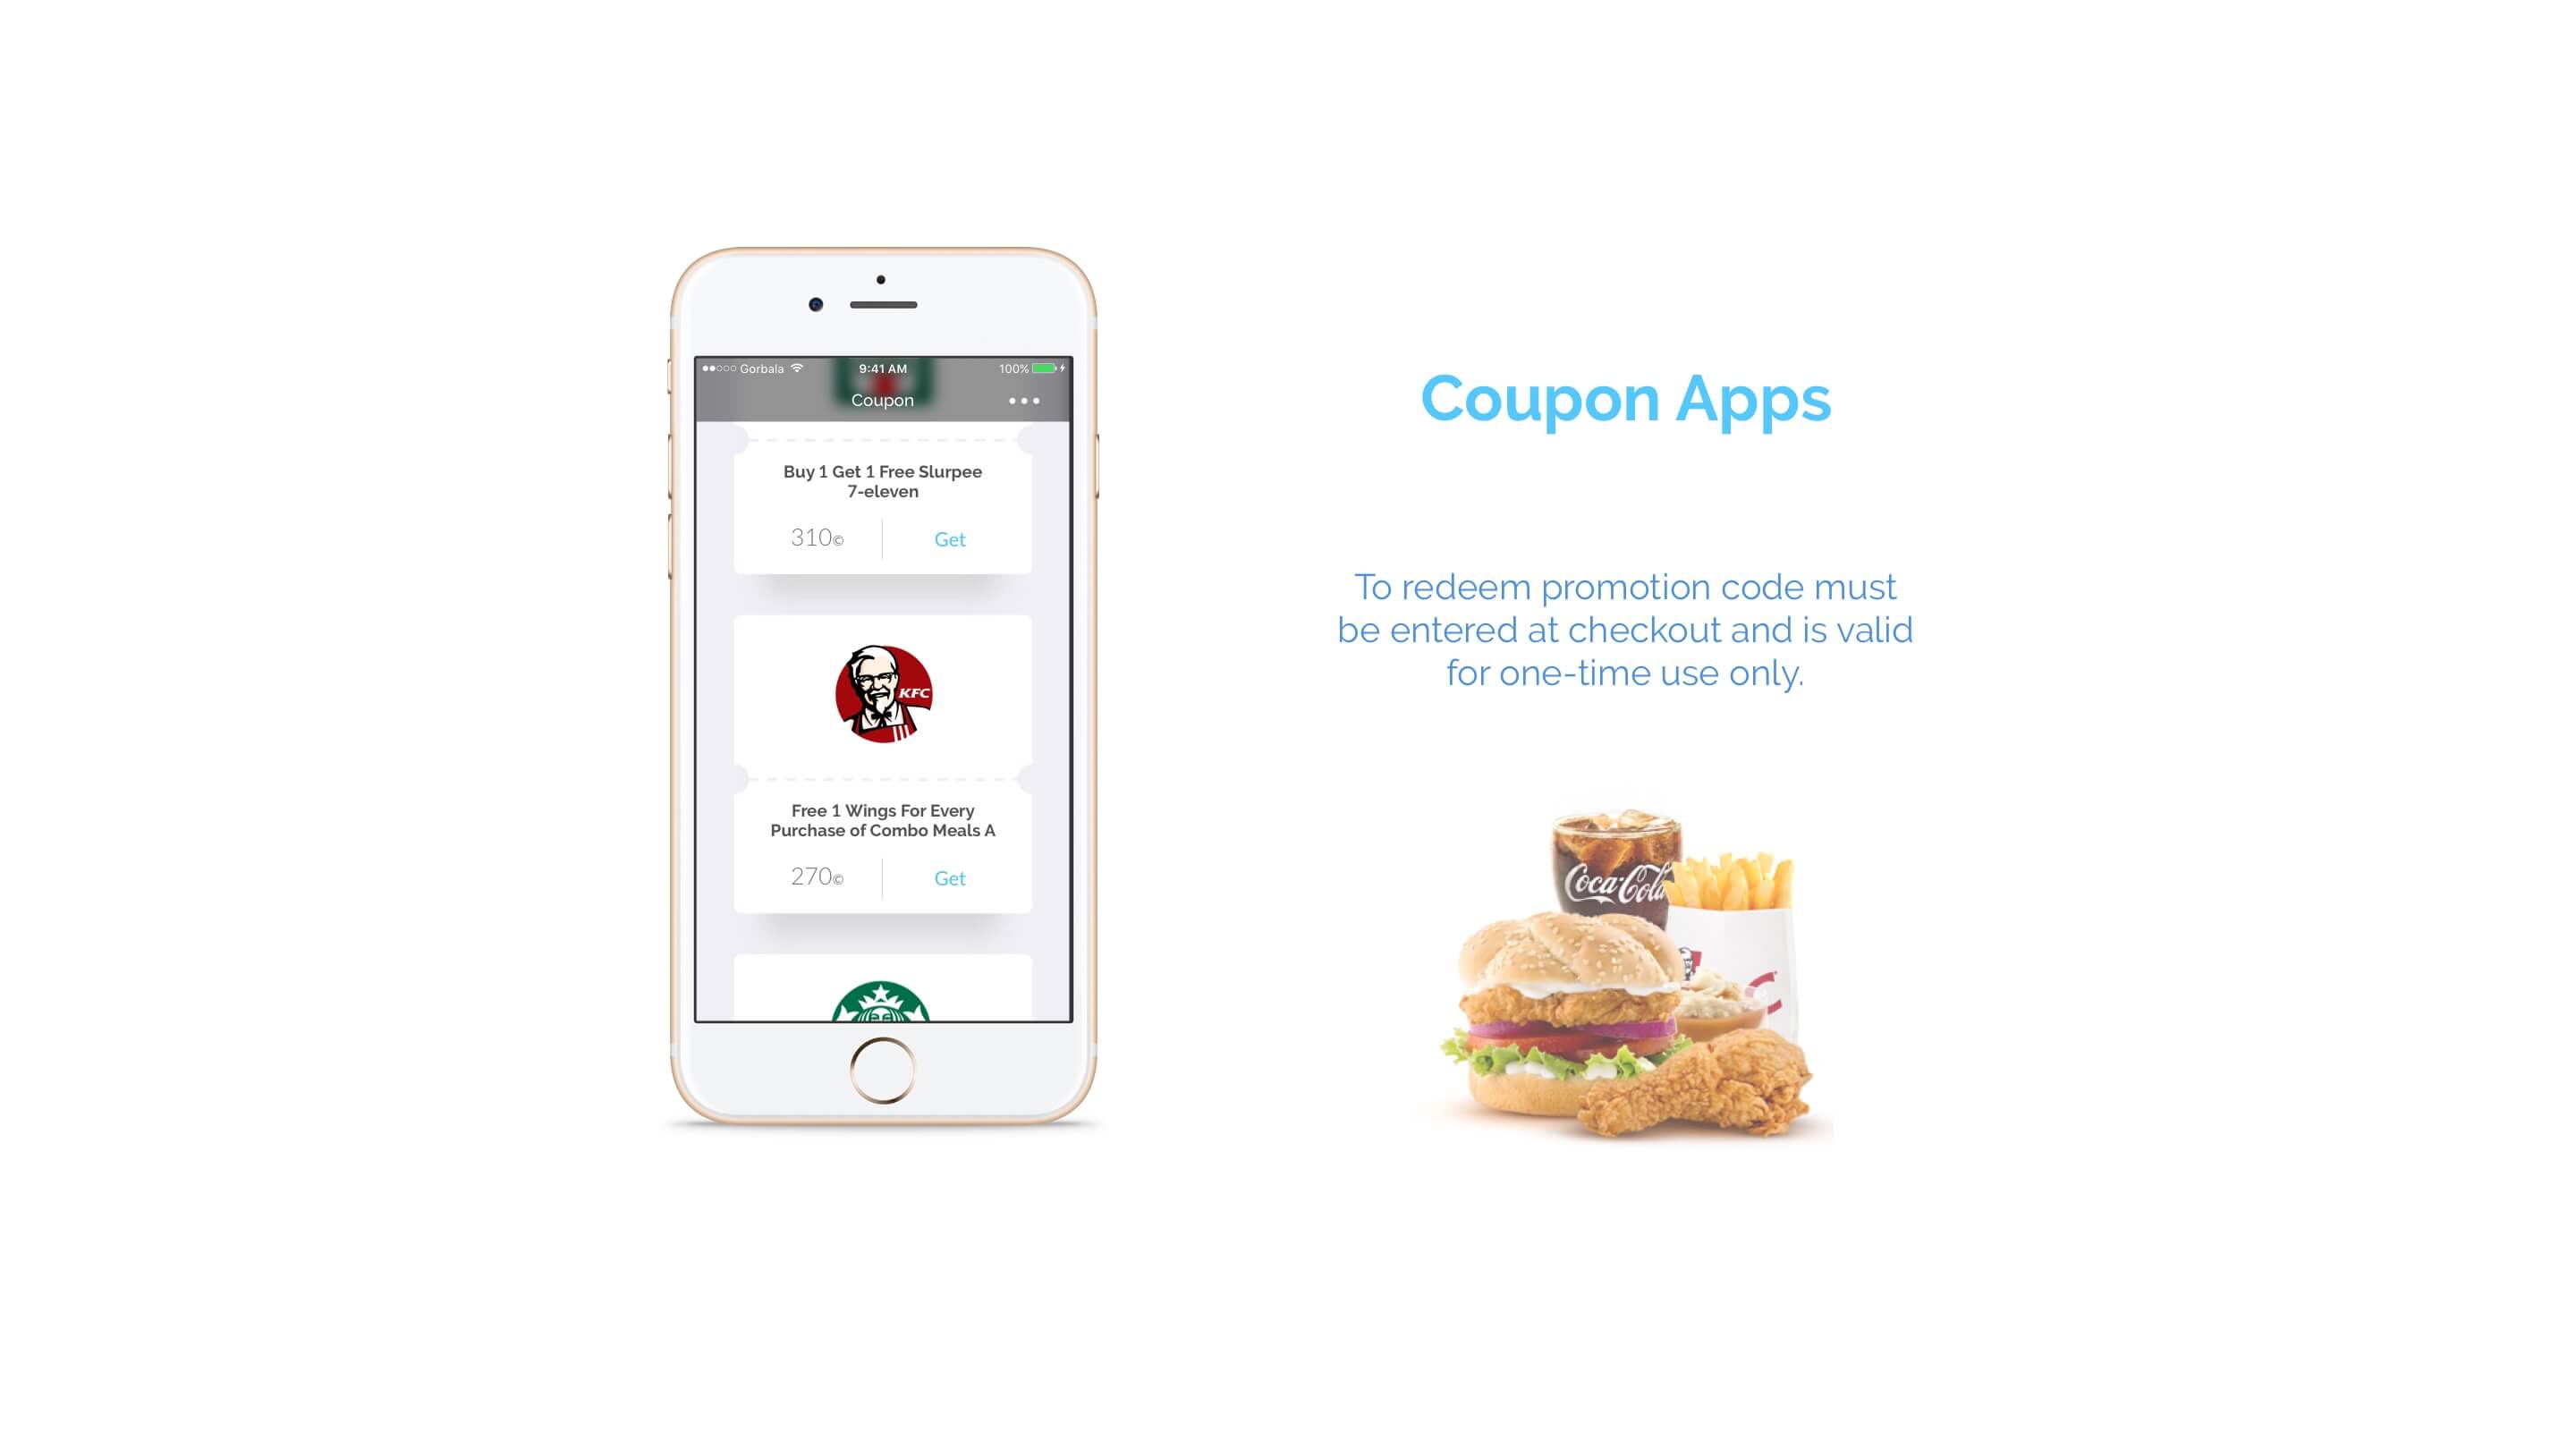 Gorbala
9:41 AM
100%
Coupon
Buy 1 Get 1 Free Slurpee
7-eleven
310©
Get
KFC
Free 1 Wings For Every
Purchase of Combo Meals A
270©
Get
Coupon Apps
To redeem promotion code must
be entered at checkout and is valid
for one-time use only.
Coca-Cola